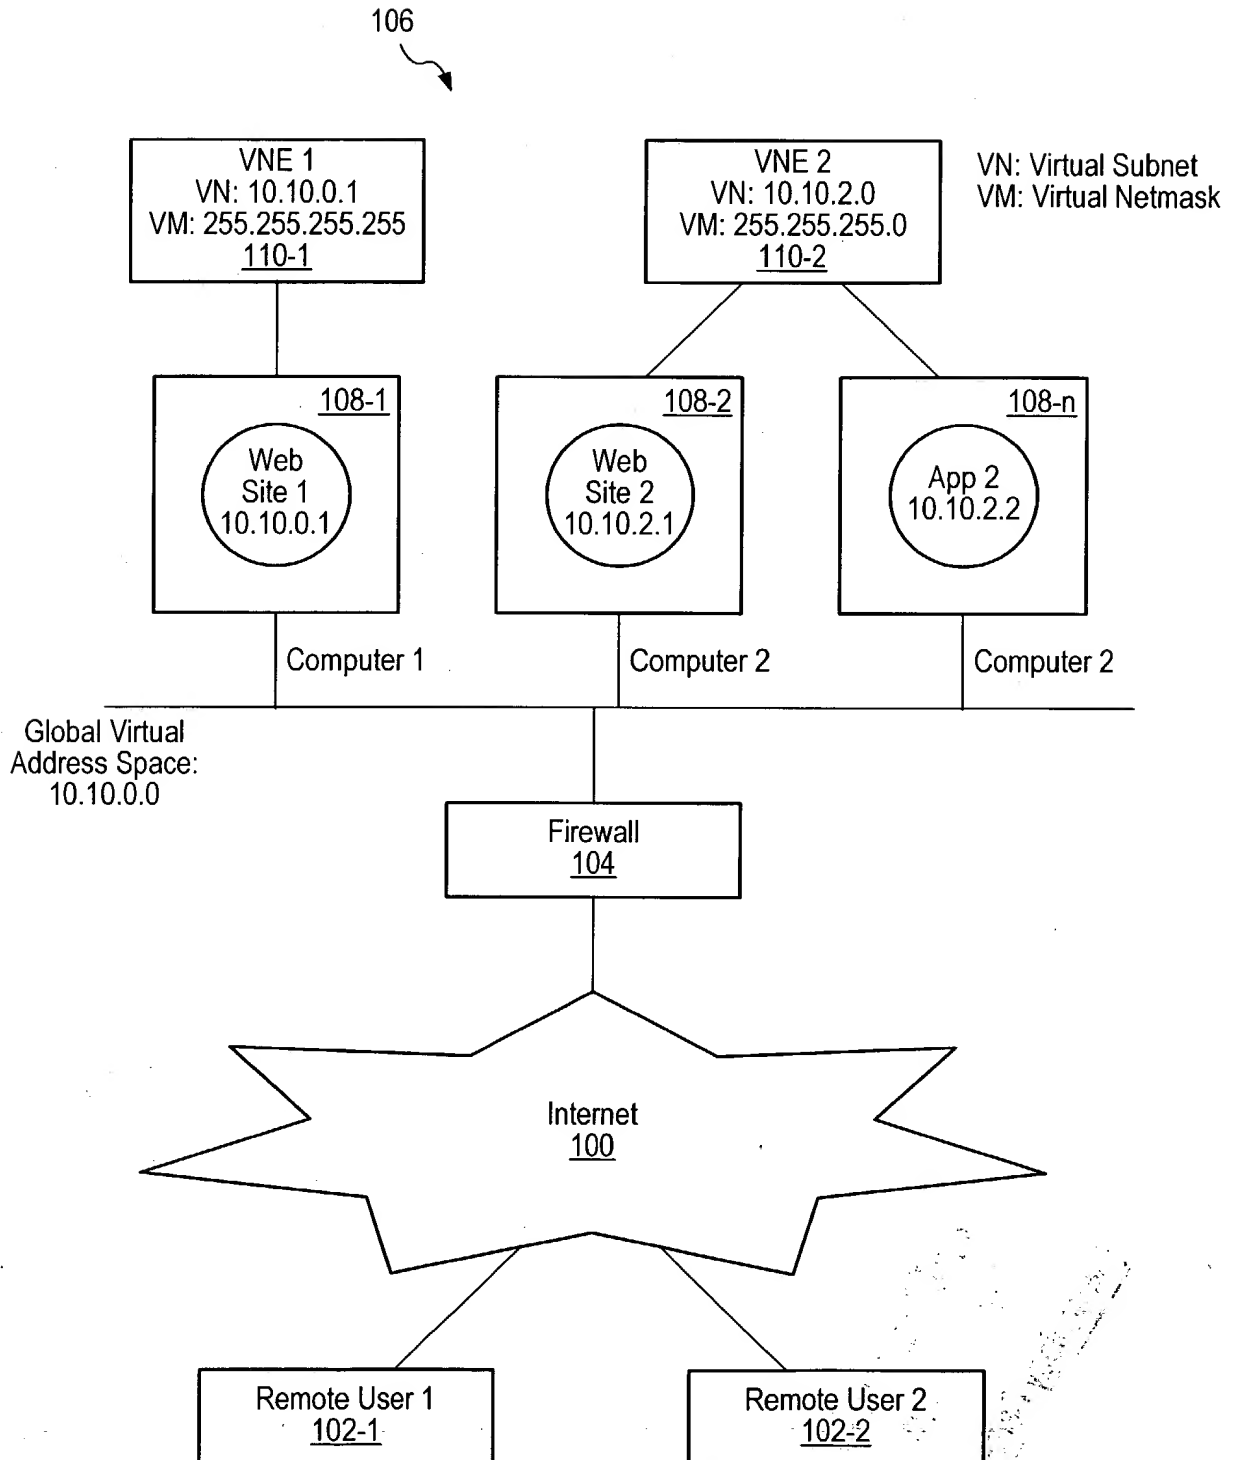 106
VNE 1
VN: 10.10.0.1
VM: 255.255.255.255
110-1
VNE 2
VN: 10.10.2.0
VM: 255.255.255.0
110-2
VN: Virtual Subnet
VM: Virtual Netmask
108-1
Web
Site 1
10.10.0.1
108-2
Web
Site 2
10.10.2.1
108-n
App 2
10.10.2.2
Computer 1
Computer 2
Computer 2
Global Virtual
Address Space:
10.10.0.0
Firewall
104
Internet
100
Remote User 1
102-1
Remote User 2
102-2